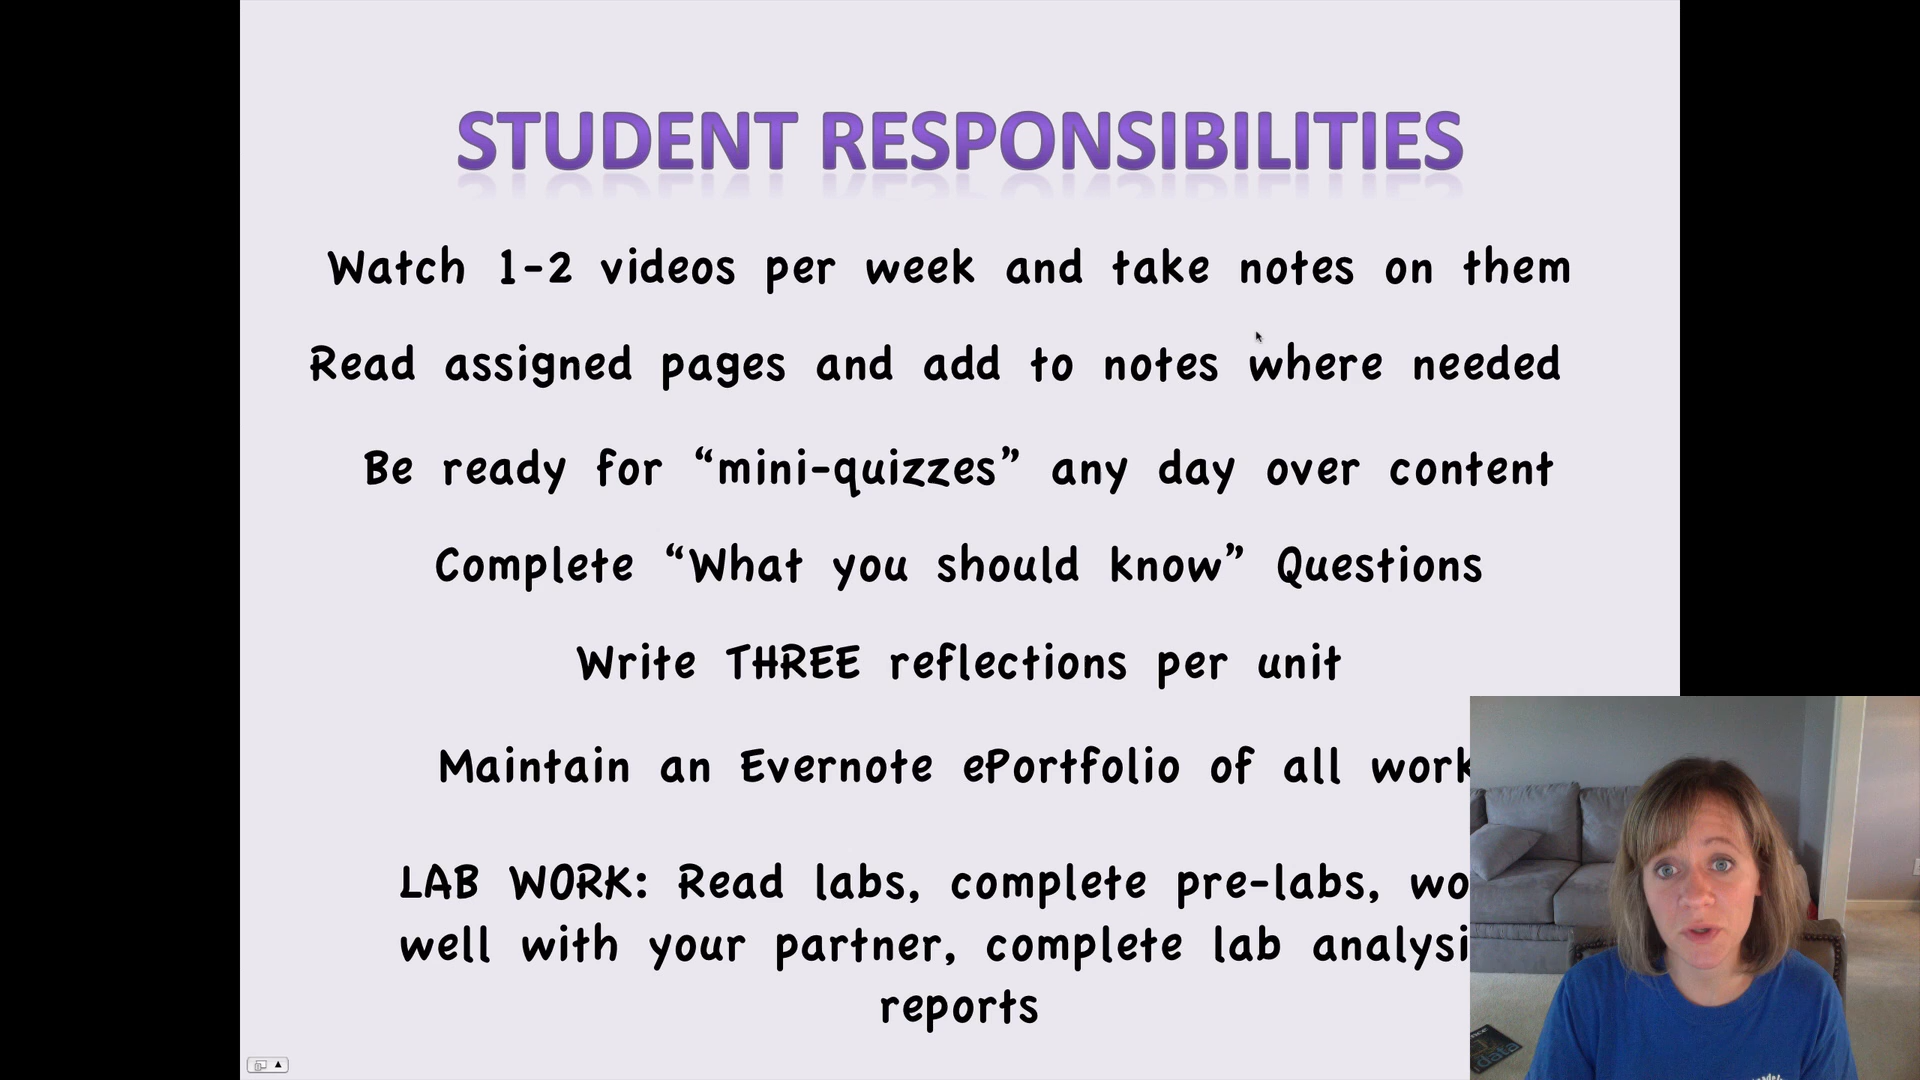 STUDENT RESPONSIBILITIES
Watch 1-2 videos per week and take notes on them
Read assigned pages and add to notes where needed
Be ready for “mini-quizzes” any day over content
Complete “What you should know” Questions
Write THREE reflections per unit
Maintain an Evernote ePortfolio of all work
LAB WORK: Read labs, complete pre-labs, wo
well with your partner, complete lab analysi
reports
data